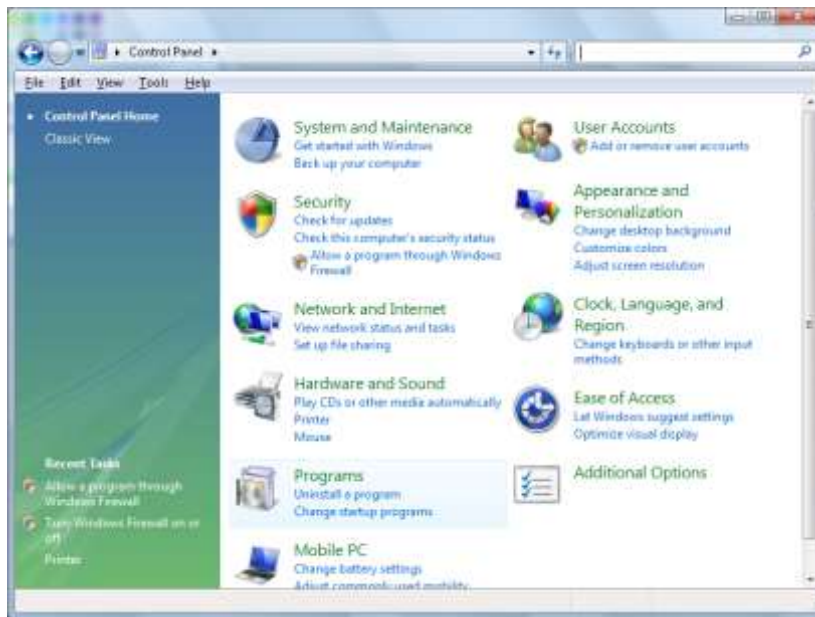 Control Panel
File Edit View Tools Help
Control Panel Home
Classic View
System and Maintenance
Get started with Windows
Back up your computer
Security
Check for updates
Check this computer's security status
Allow a program through Windows
Firewall
Network and Internet
View network status and tasks
Set up file sharing
Hardware and Sound
Play CDs or other media automatically
Printer
Mouse
Programs
Uninstall a program
Change startup programs
Mobile PC
Change battery settings
Adjust commonly used mobility
User Accounts
Add or remove user accounts
Appearance and
Personalization
Change desktop background
Customize colors
Adjust screen resolution
Clock, Language, and
Region
Change keyboards or other input
methods
Ease of Access
Let Windows suggest settings
Optimize visual display
Additional Options
Recent Tasks
Allow a program through
Windows Firewall
Turn Windows Firewall on or
off
Printer